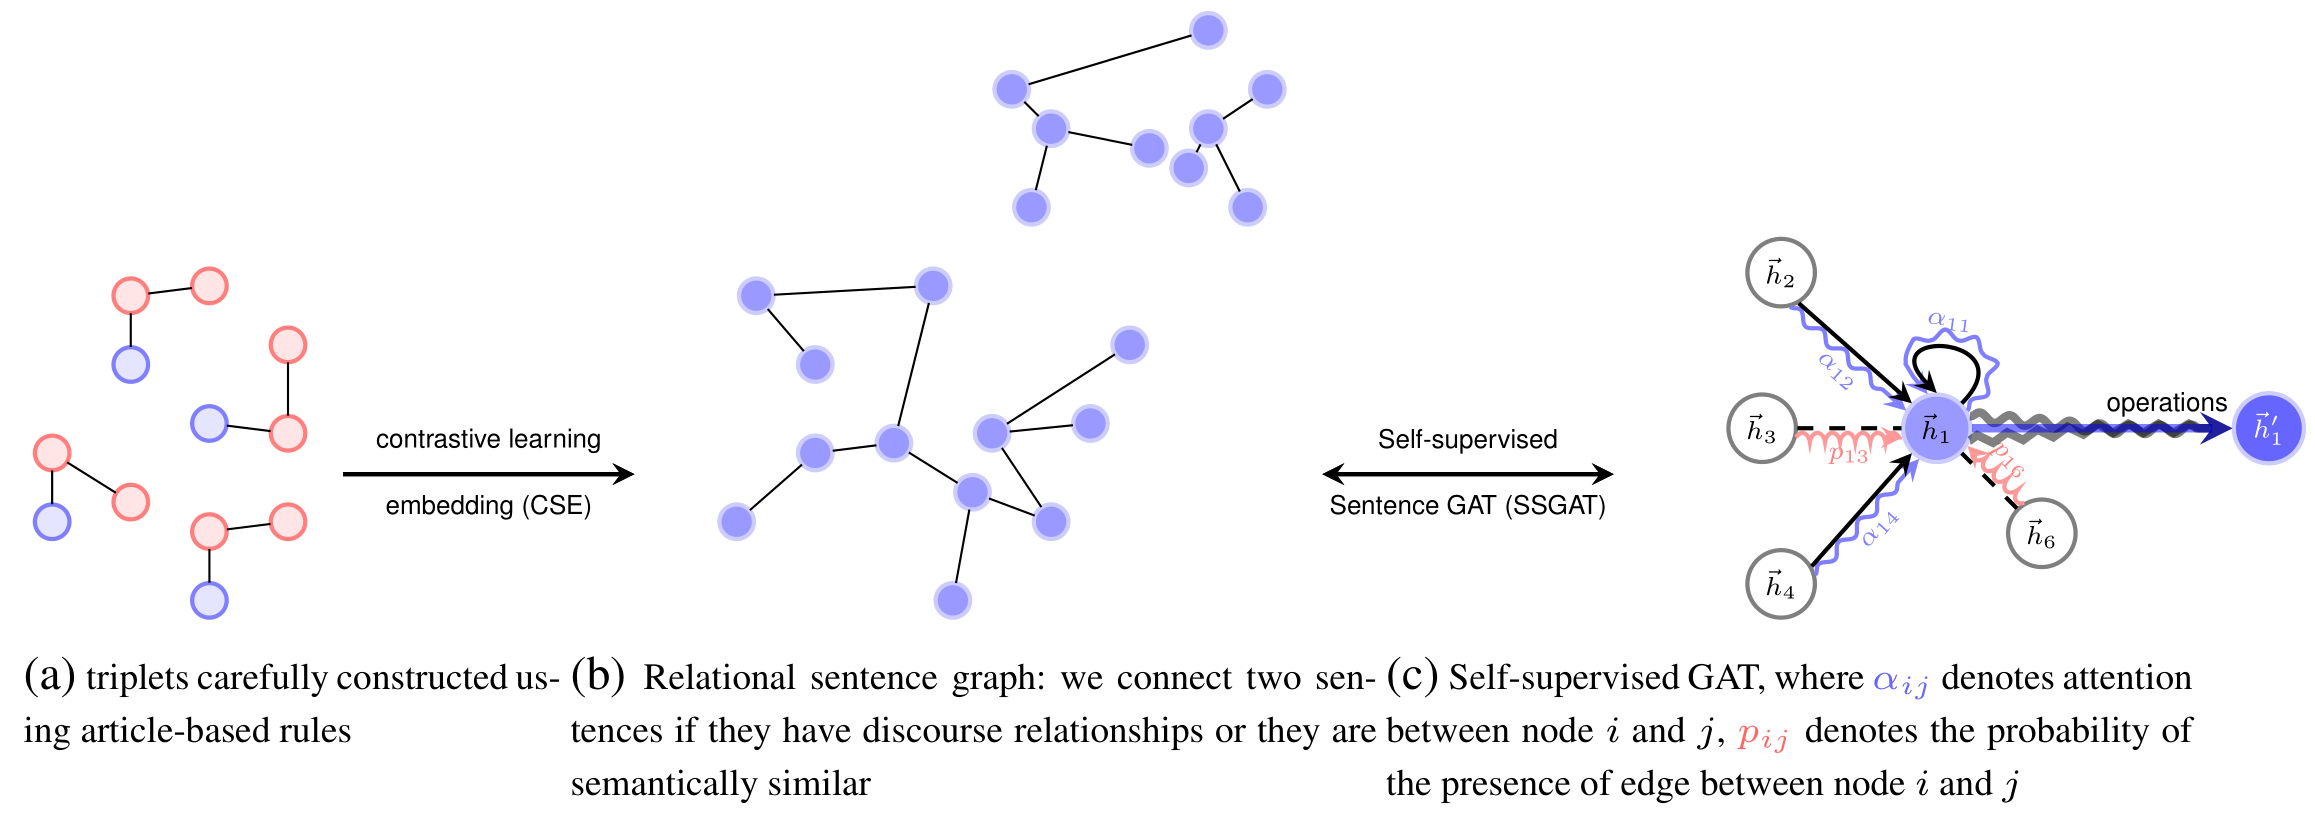 contrastive learning
embedding (CSE)
Self-supervised
Sentence GAT (SSGAT)
$\vec{h}_2$
$\alpha_{11}$
$\alpha_{12}$
operations
$\vec{h}_3$
$p_{13}$
$\vec{h}_1$
$\vec{h}_1'$
$p_{16}$
$\alpha_{14}$
$\vec{h}_6$
$\vec{h}_4$
(a) triplets carefully constructed us-
ing article-based rules
(b) Relational sentence graph: we connect two sen-
tences if they have discourse relationships or they are
semantically similar
(c) Self-supervised GAT, where $\alpha_{ij}$ denotes attention
between node $i$ and $j$, $p_{ij}$ denotes the probability of
the presence of edge between node $i$ and $j$